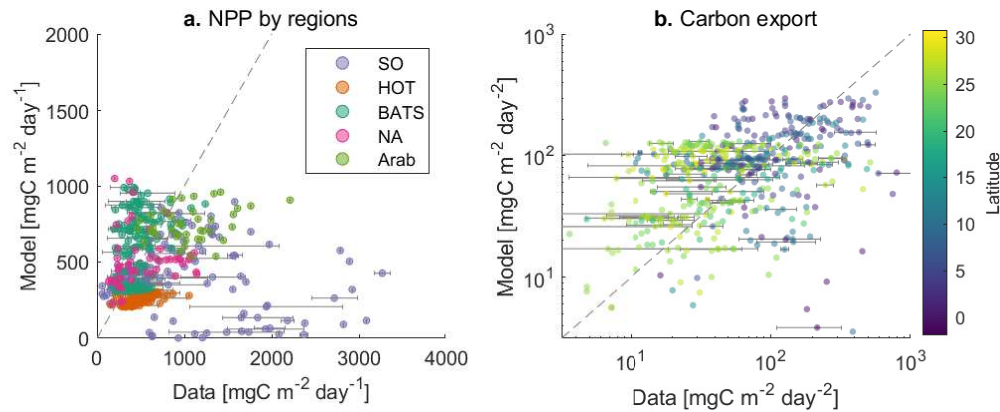 a. NPP by regions
2000
1500
1000
500
0
Model [mgC m⁻² day⁻¹]
SO
HOT
BATS
NA
Arab
0 1000 2000 3000 4000
Data [mgC m⁻² day⁻¹]
b. Carbon export
10³
10²
10¹
Model [mgC m⁻² day⁻²]
10¹ 10² 10³
Data [mgC m⁻² day⁻²]
30
25
20
15
10
5
0
Latitude